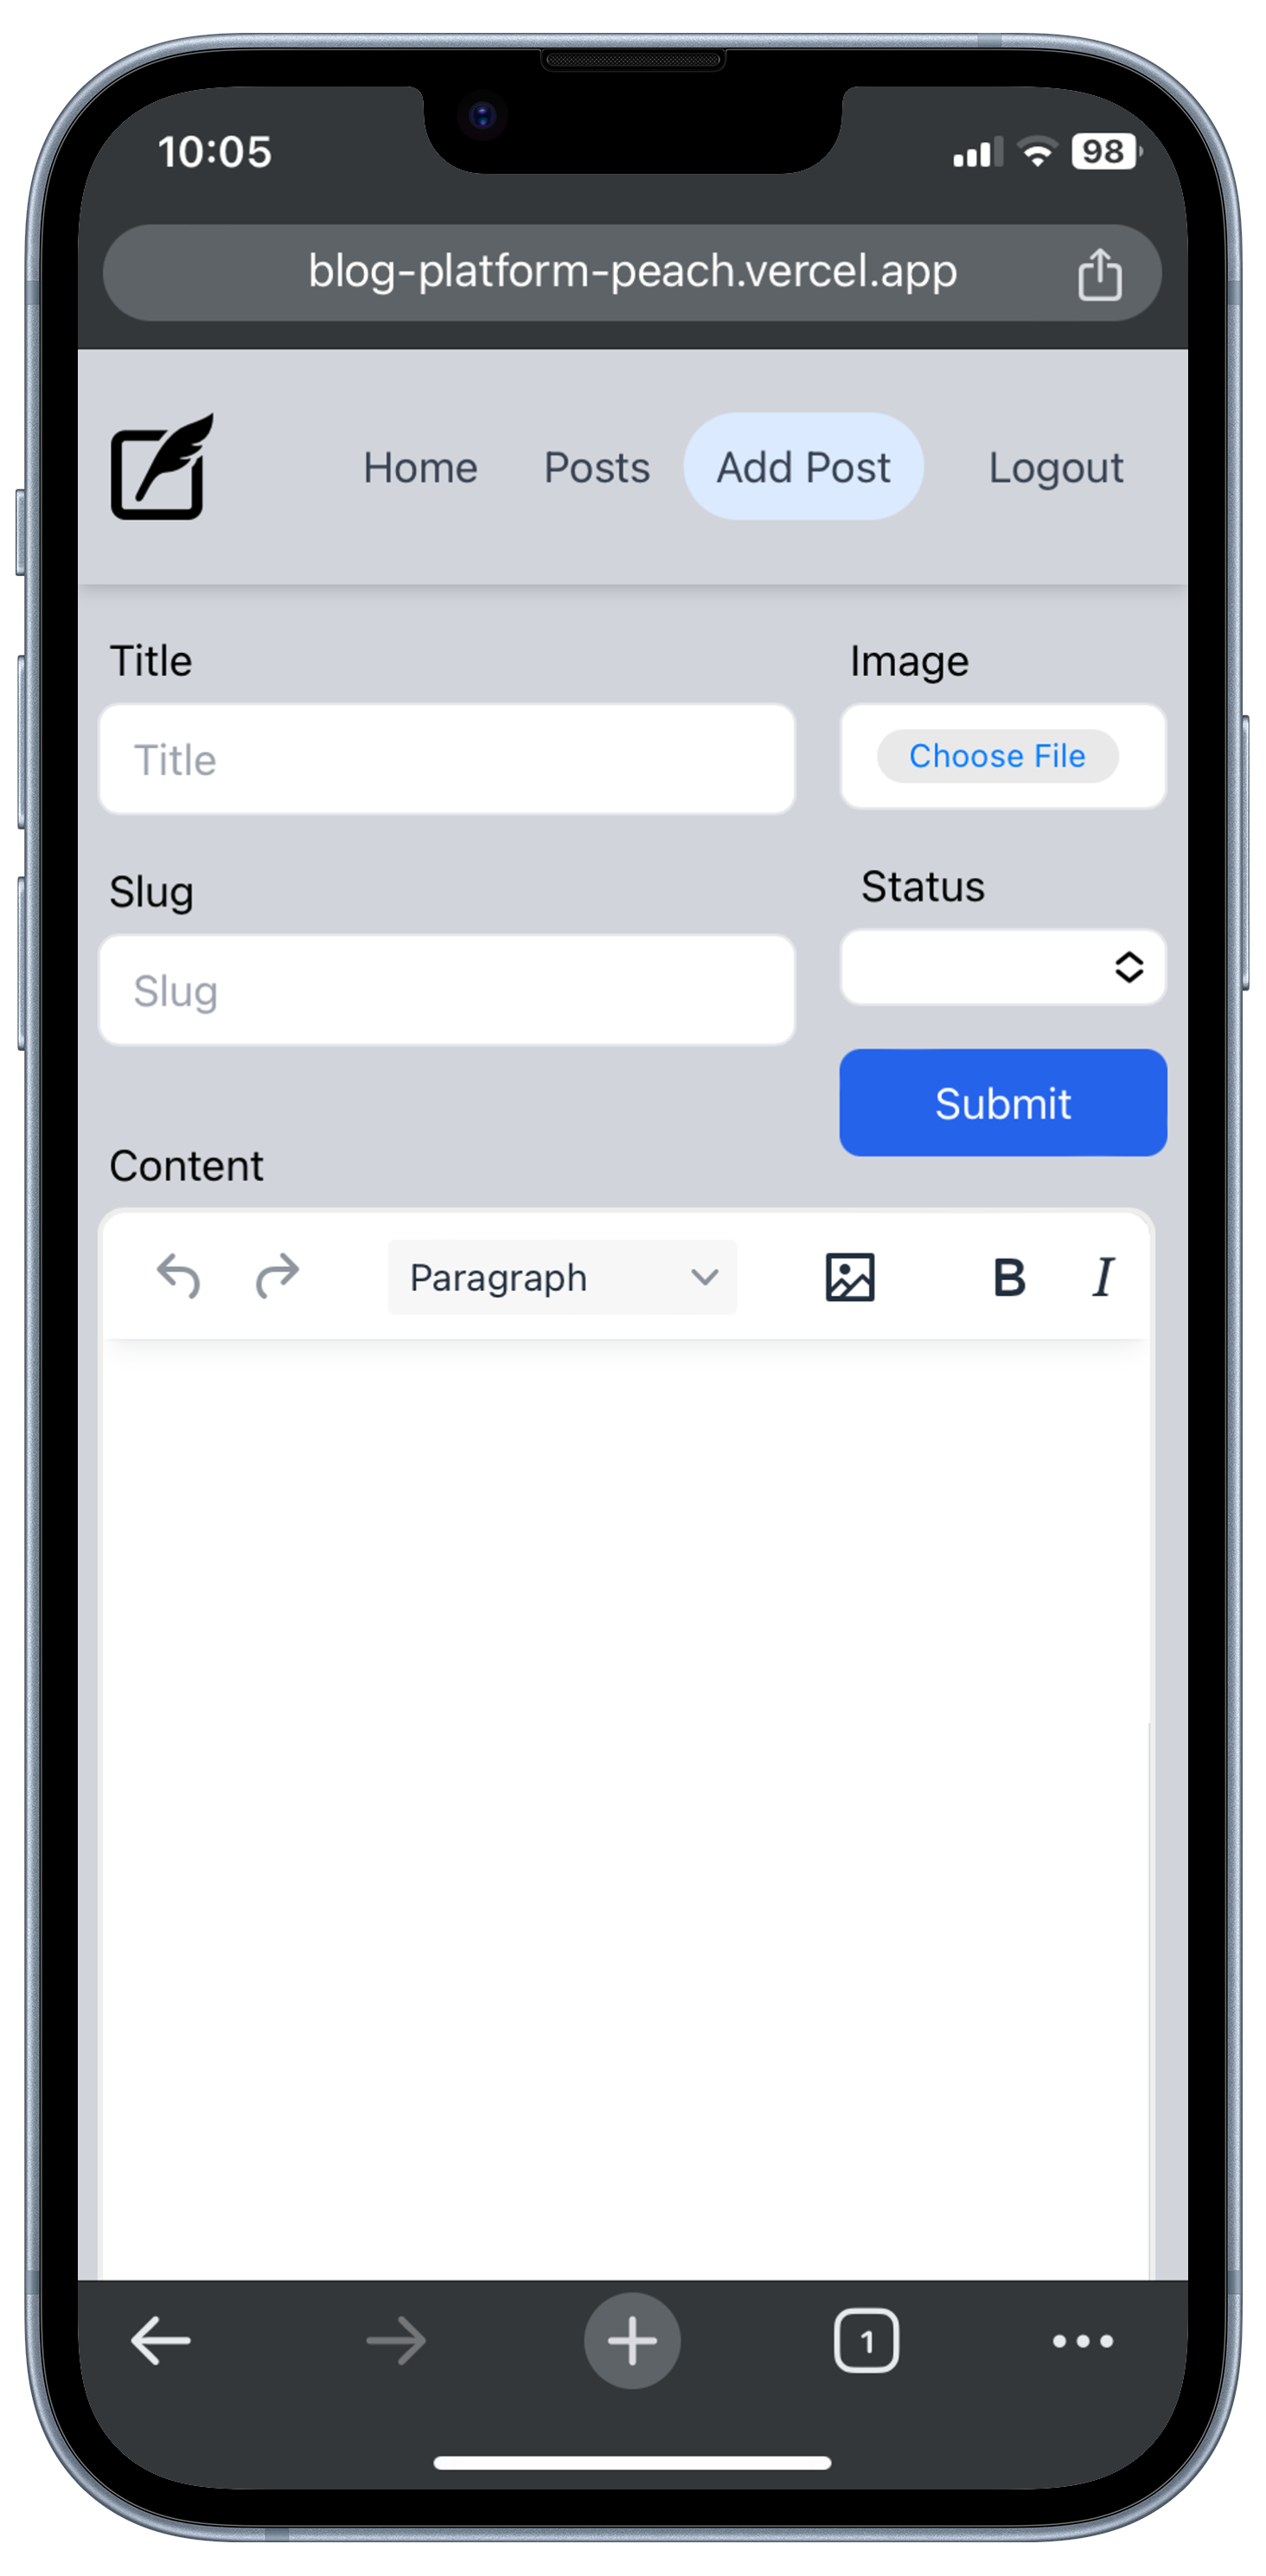 10:05
98
blog-platform-peach.vercel.app
Home Posts Add Post Logout
Title Image
Title Choose File
Slug Status
Slug
Submit
Content
Paragraph B I
1